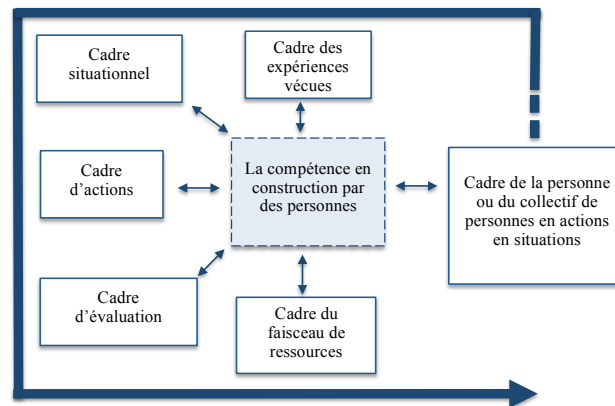 Cadre
situationnel
Cadre des
expériences
vécues
Cadre
d’actions
La compétence en
construction par
des personnes
Cadre de la personne
ou du collectif de
personnes en actions
en situations
Cadre
d’évaluation
Cadre du
faisceau de
ressources